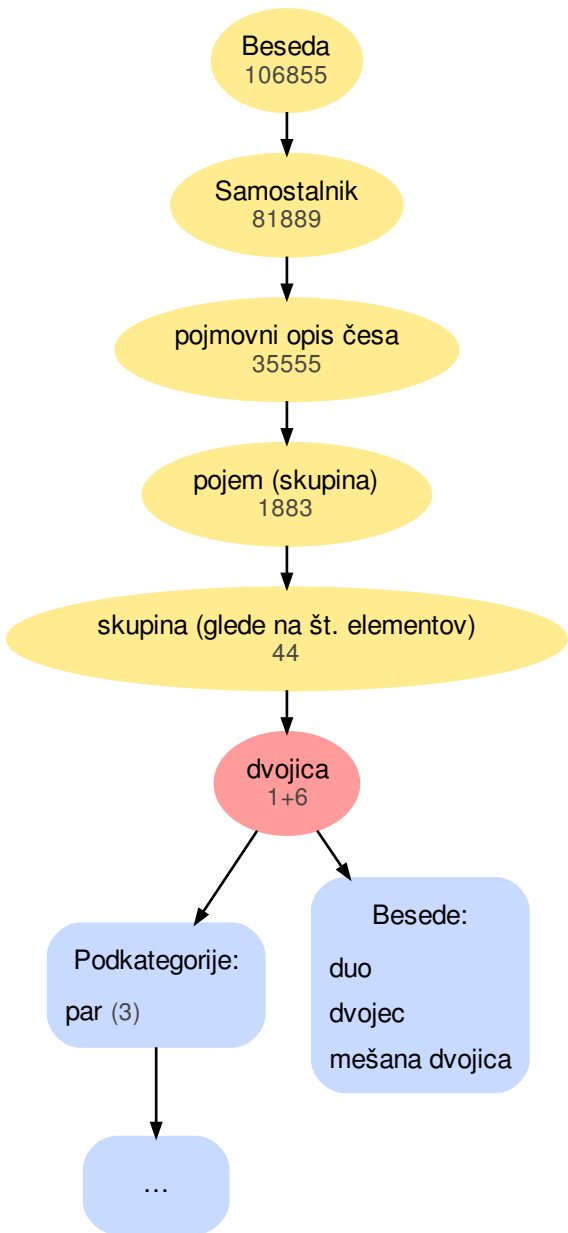 Beseda
106855
Samostalnik
81889
pojmovni opis česa
35555
pojem (skupina)
1883
skupina (glede na št. elementov)
44
dvojica
1+6
Podkategorije:
par (3)
Besede:
duo
dvojec
mešana dvojica
...